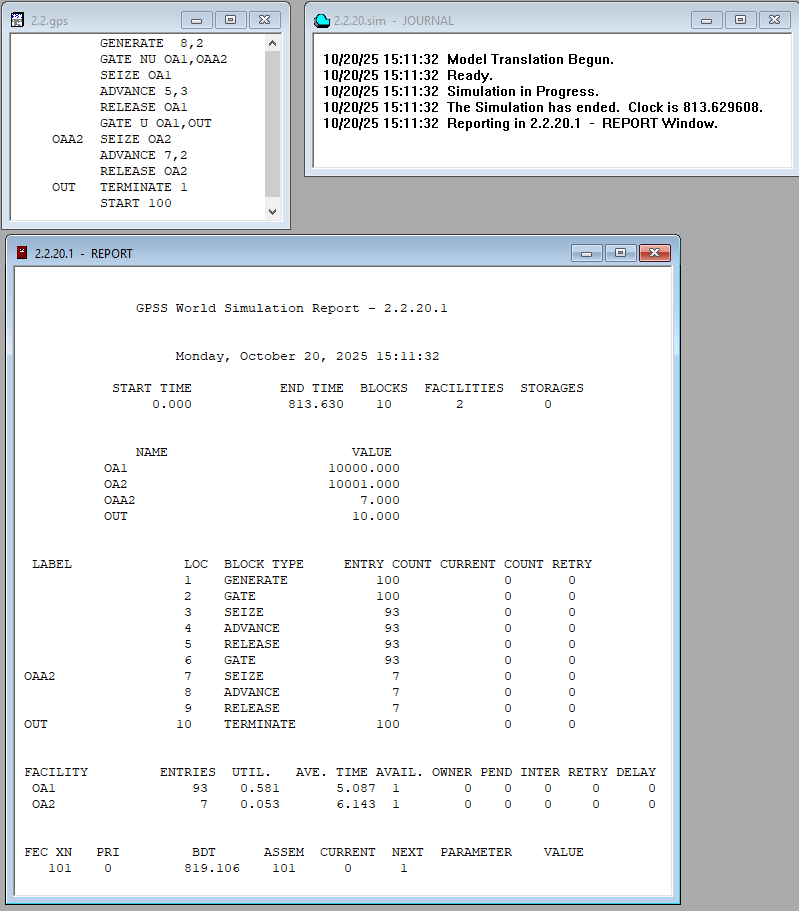 2.2.gps
GENERATE  8,2
GATE NU OA1,OAA2
SEIZE OA1
ADVANCE 5,3
RELEASE OA1
GATE U OA1,OUT
OAA2   SEIZE OA2
ADVANCE 7,2
RELEASE OA2
OUT    TERMINATE 1
START 100
2.2.20.sim  -  JOURNAL
10/20/25 15:11:32  Model Translation Begun.
10/20/25 15:11:32  Ready.
10/20/25 15:11:32  Simulation in Progress.
10/20/25 15:11:32  The Simulation has ended.  Clock is 813.629608.
10/20/25 15:11:32  Reporting in 2.2.20.1  -  REPORT Window.
2.2.20.1  -  REPORT
GPSS World Simulation Report - 2.2.20.1
Monday, October 20, 2025 15:11:32
START TIME           END TIME  BLOCKS  FACILITIES  STORAGES
0.000            813.630    10        2          0
NAME                       VALUE
OA1                         10000.000
OA2                         10001.000
OAA2                            7.000
OUT                            10.000
LABEL              LOC  BLOCK TYPE     ENTRY COUNT CURRENT COUNT RETRY
1    GENERATE           100             0       0
2    GATE               100             0       0
3    SEIZE               93             0       0
4    ADVANCE             93             0       0
5    RELEASE             93             0       0
6    GATE                93             0       0
OAA2                7    SEIZE                7             0       0
8    ADVANCE              7             0       0
9    RELEASE              7             0       0
OUT                10    TERMINATE          100             0       0
FACILITY         ENTRIES  UTIL.   AVE. TIME AVAIL. OWNER PEND INTER RETRY DELAY
OA1                 93    0.581       5.087  1        0    0    0     0      0
OA2                  7    0.053       6.143  1        0    0    0     0      0
FEC XN   PRI         BDT      ASSEM  CURRENT  NEXT  PARAMETER    VALUE
101    0         819.106    101      0      1